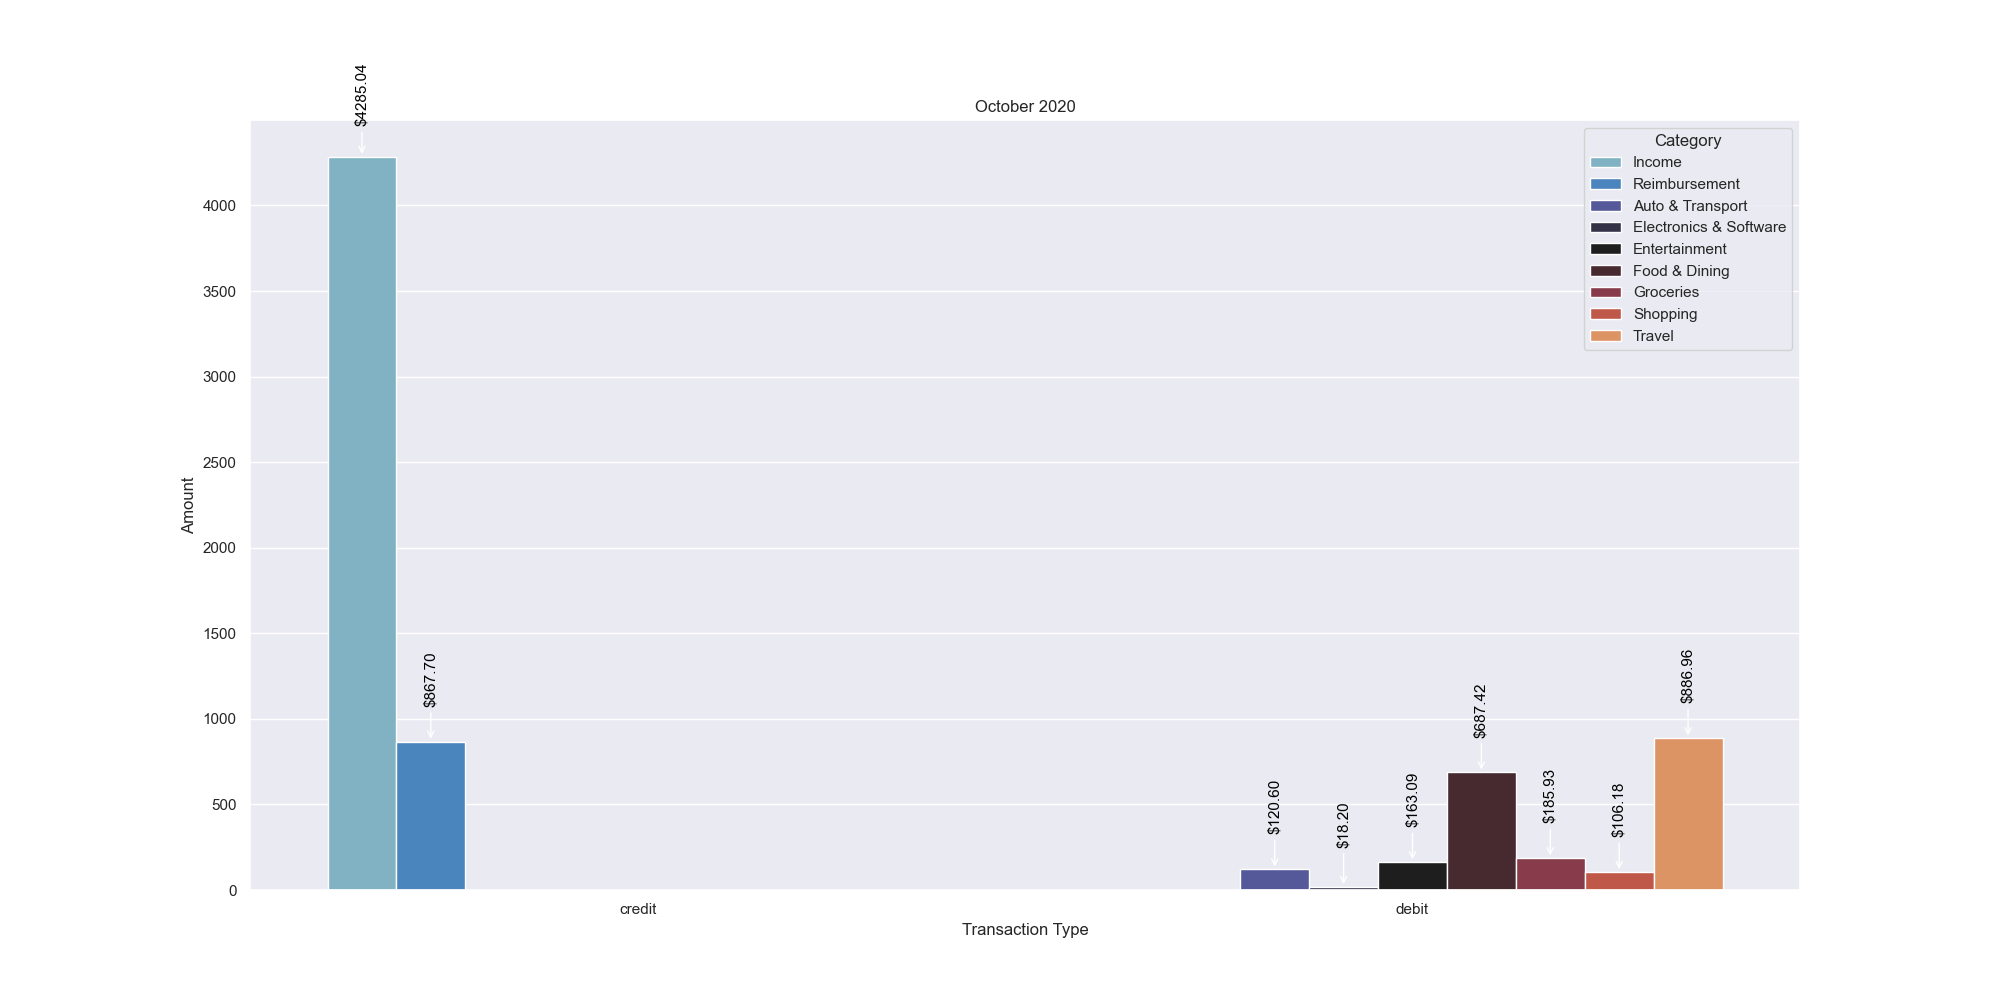 October 2020
$4285.04
Category
Income
Reimbursement
Auto & Transport
Electronics & Software
Entertainment
Food & Dining
Groceries
Shopping
Travel
4000
3500
3000
2500
2000
1500
1000
500
0
Amount
$867.70
$120.60
$18.20
$163.09
$687.42
$185.93
$106.18
$886.96
credit
debit
Transaction Type